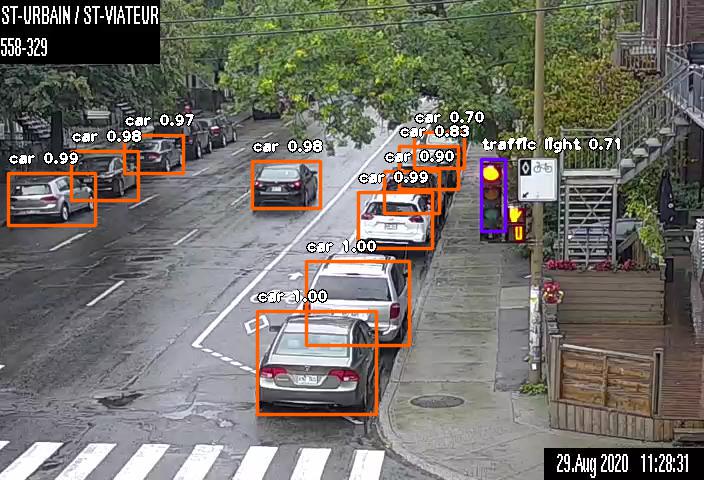 ST-URBAIN / ST-VIATEUR
558-329
car 0.97
car 0.98
car 0.99
car 0.98
car 0.70
car 0.83
car 0.90
car 0.99
traffic light 0.71
car 1.00
car 1.00
29.Aug 2020 11:28:31